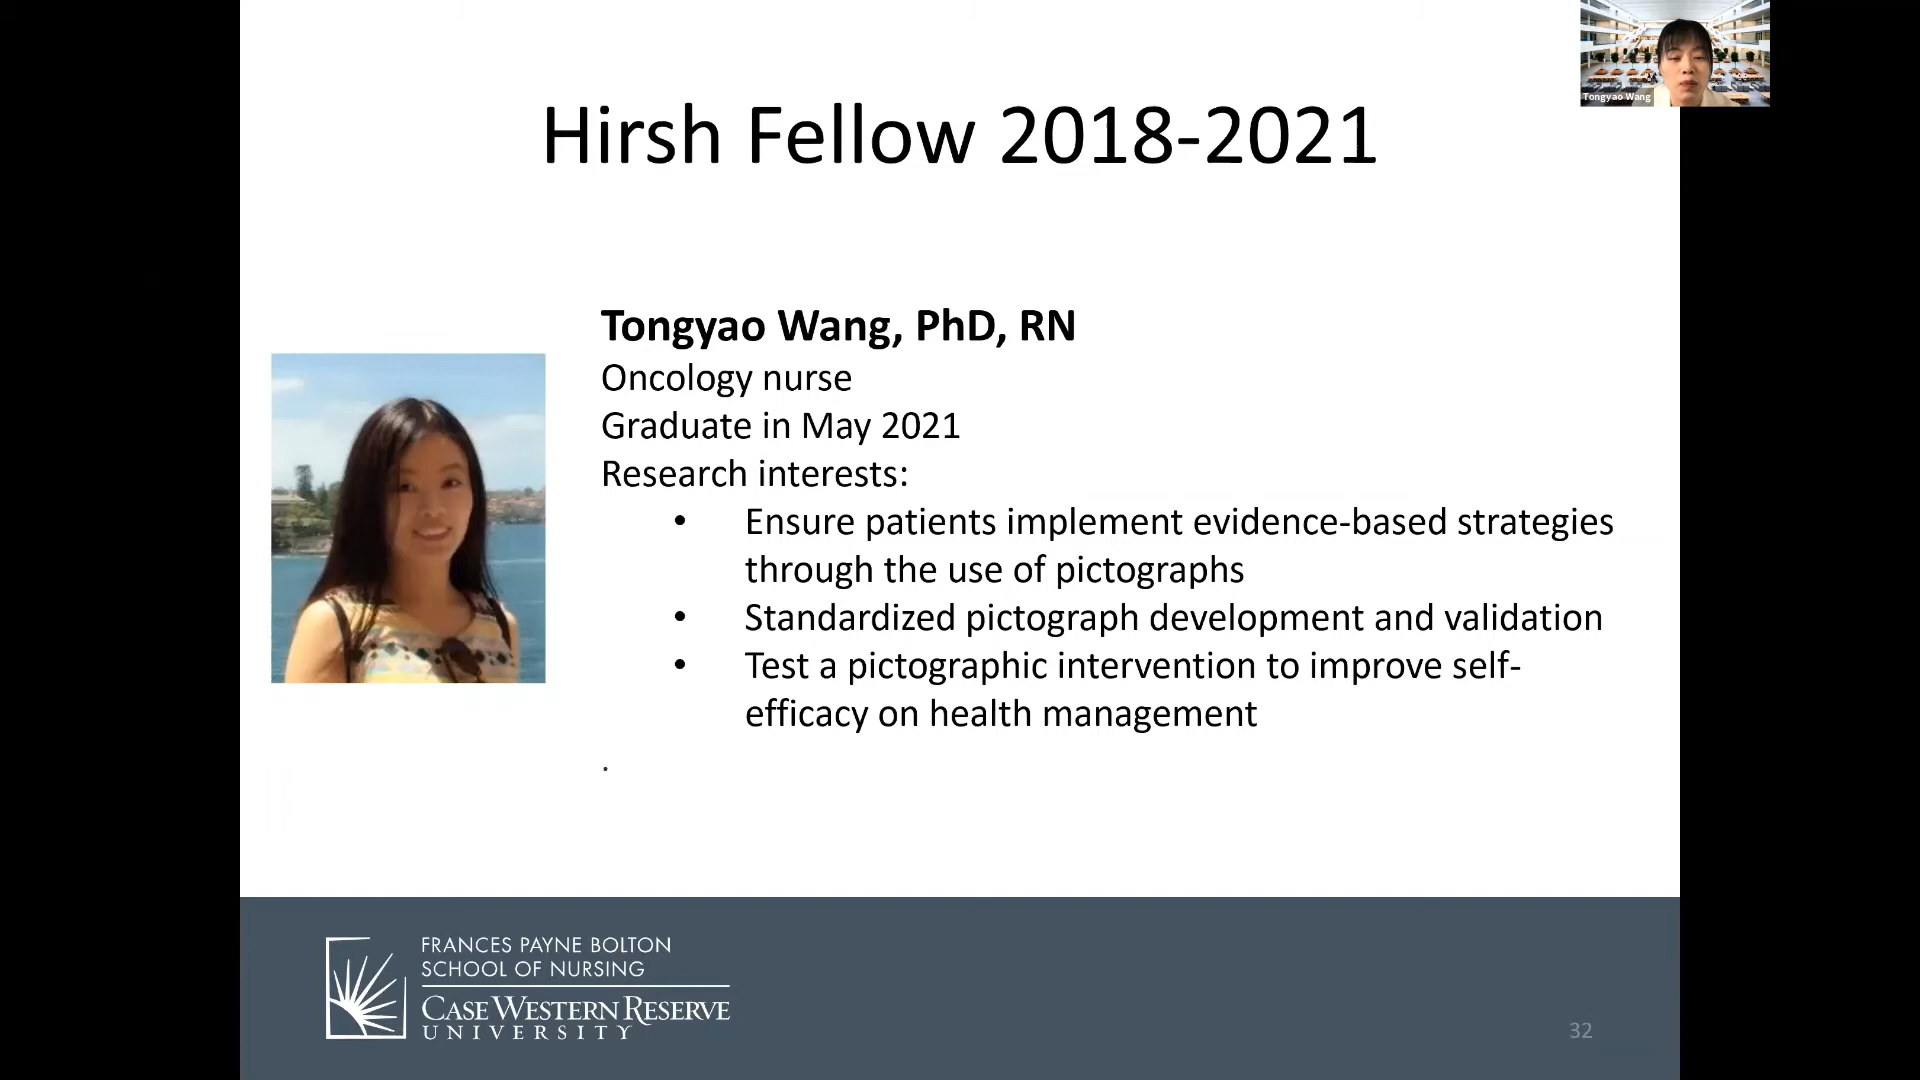 Tongyao Wang
Hirsh Fellow 2018-2021
Tongyao Wang, PhD, RN
Oncology nurse
Graduate in May 2021
Research interests:
• Ensure patients implement evidence-based strategies
through the use of pictographs
• Standardized pictograph development and validation
• Test a pictographic intervention to improve self-
efficacy on health management
.
FRANCES PAYNE BOLTON
SCHOOL OF NURSING
CASE WESTERN RESERVE
UNIVERSITY
32